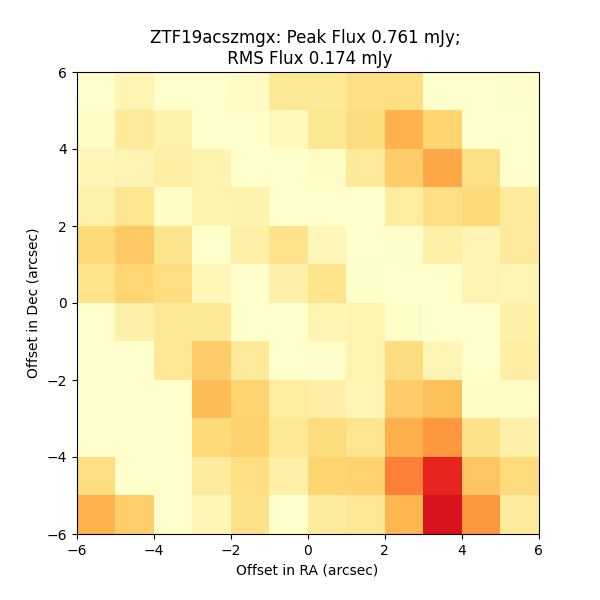 ZTF19acszmgx: Peak Flux 0.761 mJy;
RMS Flux 0.174 mJy
6
4
2
0
−2
−4
−6
Offset in Dec (arcsec)
−6 −4 −2 0 2 4 6
Offset in RA (arcsec)